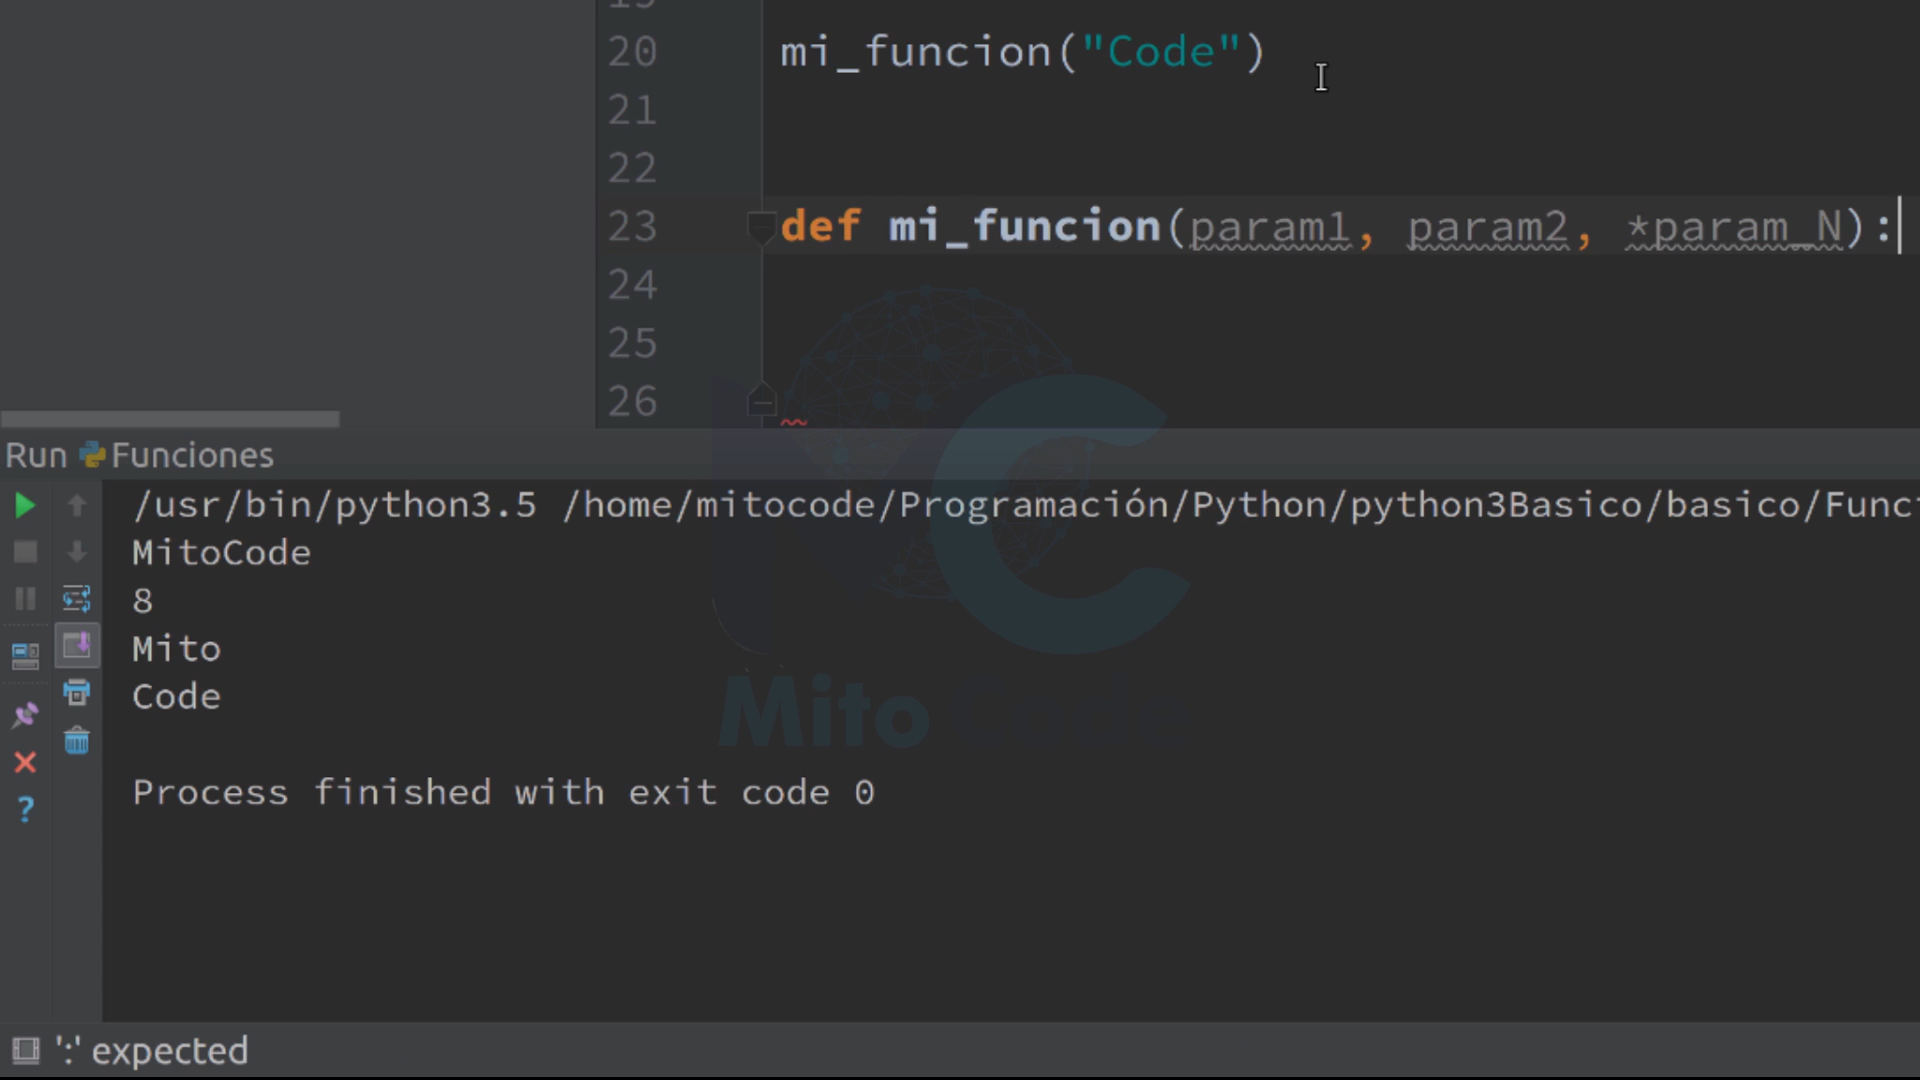 20 mi_funcion("Code")
21
22
23 def mi_funcion(param1, param2, *param_N):
24
25
26
Run Funciones
/usr/bin/python3.5 /home/mitocode/Programación/Python/python3Basico/basico/Func
MitoCode
8
Mito
Code
Process finished with exit code 0
Mito
':' expected